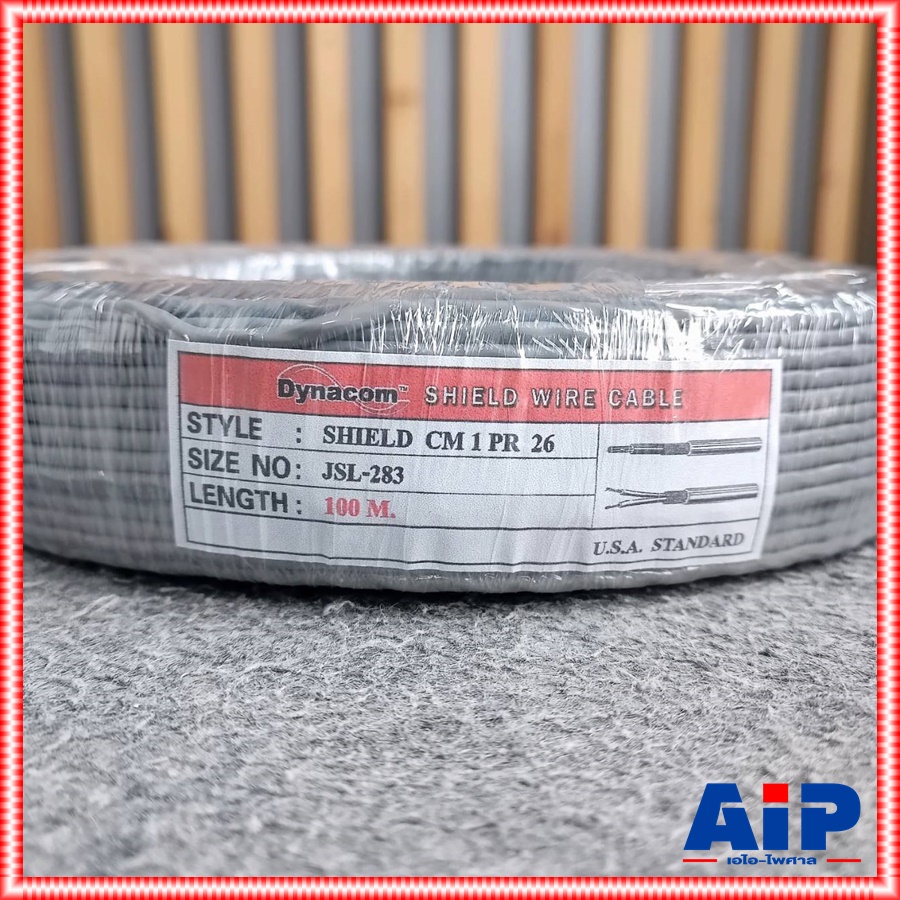 Dynacom™ SHIELD WIRE CABLE
STYLE : SHIELD CM 1 PR 26
SIZE NO: JSL-283
LENGTH : 100 M.
U.S.A. STANDARD
AiP
เอไอ-ไพศาล